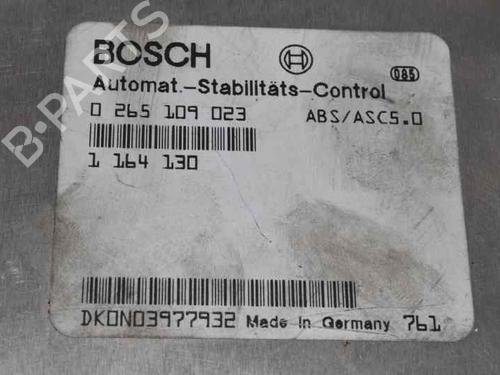 BOSCH
085
Automat.-Stabilitäts-Control
0 265 109 023 ABS/ASC5.0
1 164 130
DKON03977932 Made in Germany 761
B-PARTS